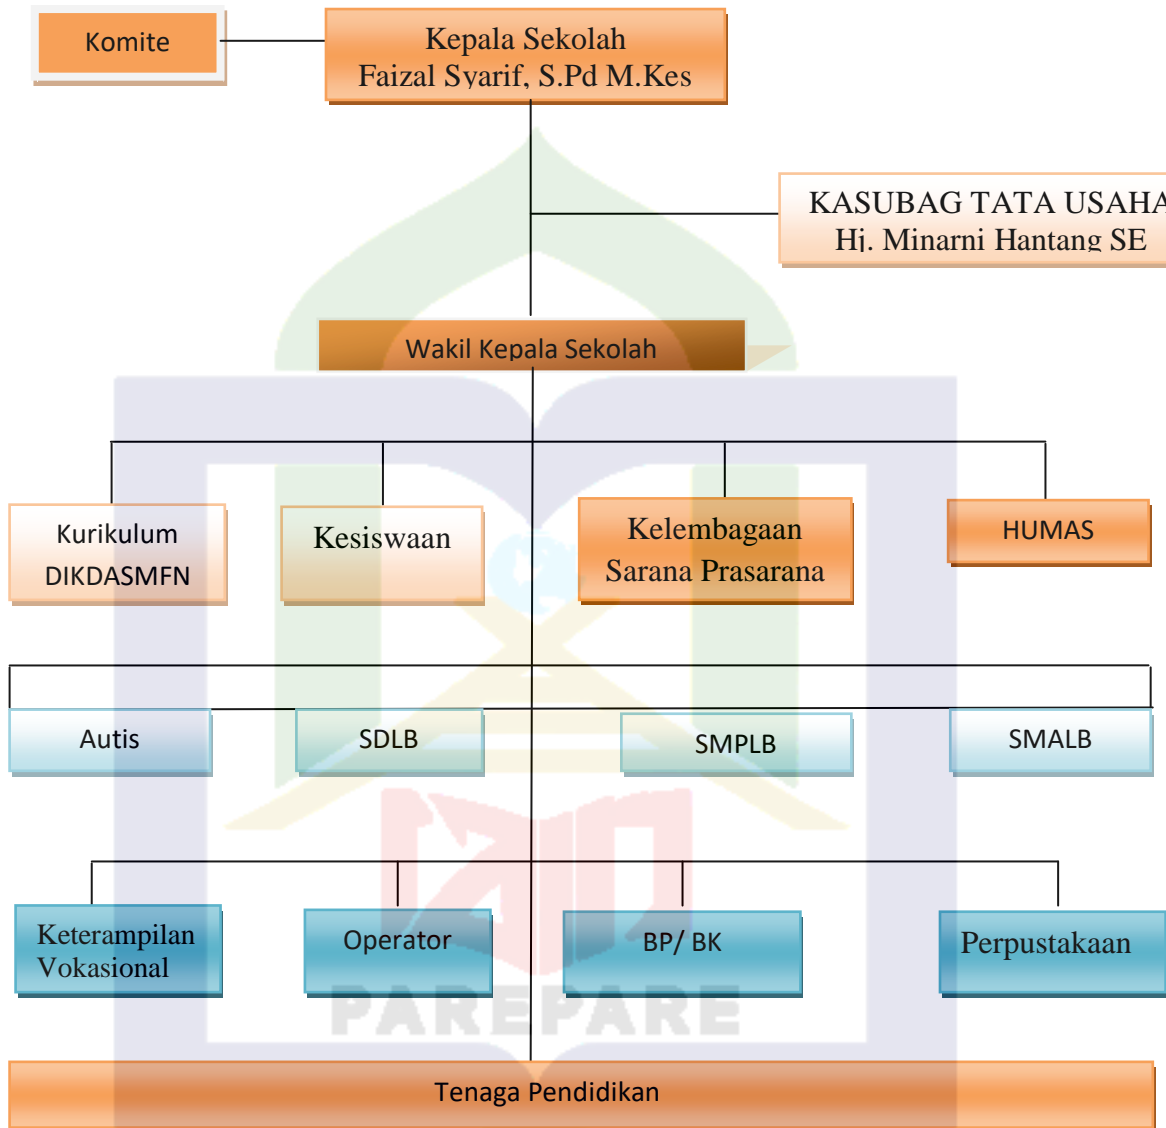 Komite
Kepala Sekolah
Faizal Syarif, S.Pd M.Kes
KASUBAG TATA USAHA
Hj. Minarni Hantang SE
Wakil Kepala Sekolah
Kurikulum
DIKDASMFN
Kesiswaan
Kelembagaan
Sarana Prasarana
HUMAS
Autis
SDLB
SMPLB
SMALB
Keterampilan
Vokasional
Operator
BP/ BK
Perpustakaan
PAREPARE
Tenaga Pendidikan